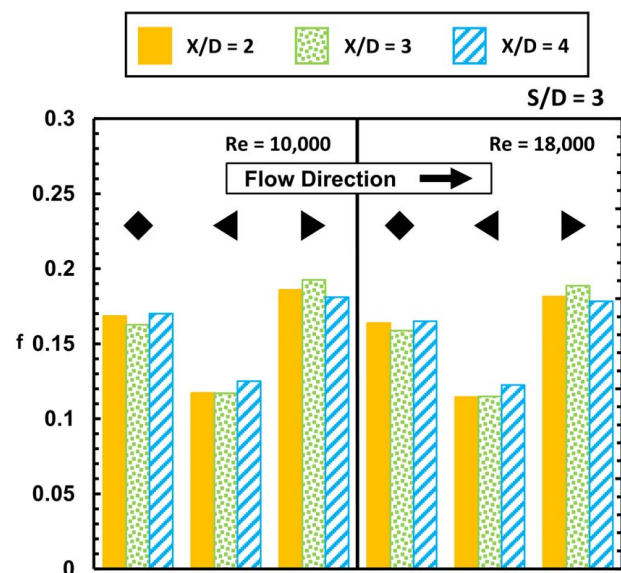 X/D = 2 X/D = 3 X/D = 4
S/D = 3
0.3
Re = 10,000 Re = 18,000
0.25
Flow Direction
0.2
f 0.15
0.1
0.05
0